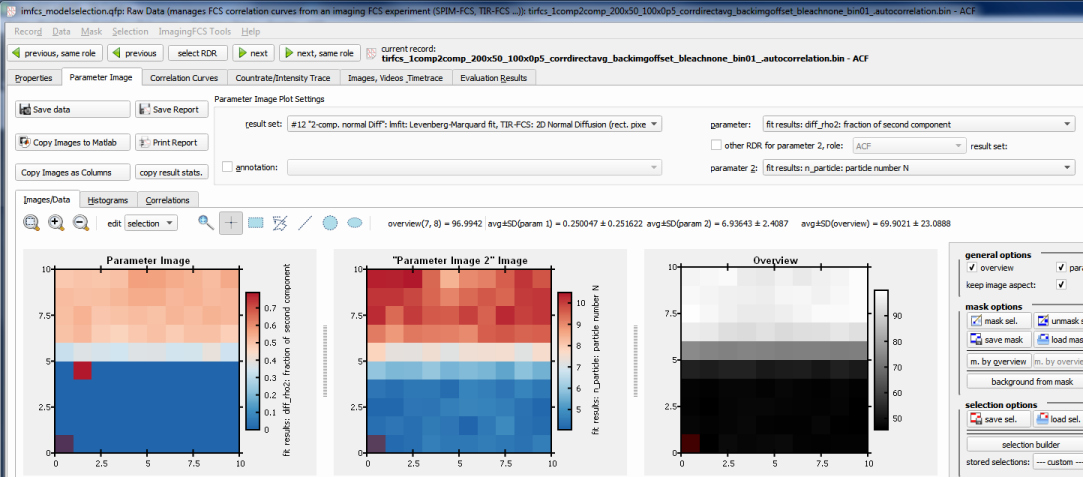 imfcs_modelselection.qfp: Raw Data (manages FCS correlation curves from an imaging FCS experiment (SPIM-FCS, TIR-FCS ...)): tirfcs_1comp2comp_200x50_100x0p5_corrdirectavg_backimgoffset_bleachnone_bin01_.autocorrelation.bin - ACF
Record Data Mask Selection ImagingFCS Tools Help
previous, same role previous select RDR next next, same role current record:
tirfcs_1comp2comp_200x50_100x0p5_corrdirectavg_backimgoffset_bleachnone_bin01_.autocorrelation.bin - ACF
Properties Parameter Image Correlation Curves Countrate/Intensity Trace Images, Videos ,Timetrace Evaluation Results
Save data Save Report
Parameter Image Plot Settings
result set: #12 "2-comp. normal Diff": lmfit: Levenberg-Marquard fit, TIR-FCS: 2D Normal Diffusion (rect. pixe
parameter: fit results: diff_rho2: fraction of second component
Copy Images to Matlab Print Report
other RDR for parameter 2, role: ACF result set:
Copy Images as Columns copy result stats.
annotation:
parameter 2: fit results: n_particle: particle number N
Images/Data Histograms Correlations
edit selection
overview(7, 8) = 96.9942 avg±SD(param 1) = 0.250047 ± 0.251622 avg±SD(param 2) = 6.93643 ± 2.4087 avg±SD(overview) = 69.9021 ± 23.0888
Parameter Image
10
7.5
5
2.5
0
0 2.5 5 7.5 10
0.7
0.6
0.5
0.4
0.3
0.2
0.1
0
fit results: diff_rho2: fraction of second component
"Parameter Image 2" Image
10
7.5
5
2.5
0
0 2.5 5 7.5 10
10
9
8
7
6
5
fit results: n_particle: particle number N
Overview
10
7.5
5
2.5
0
0 2.5 5 7.5 10
90
80
70
60
50
general options
overview para
keep image aspect:
mask options
mask sel. unmask s
save mask load mas
m. by overview m. by overvie
background from mask
selection options
save sel. load sel.
selection builder
stored selections: --- custom ---